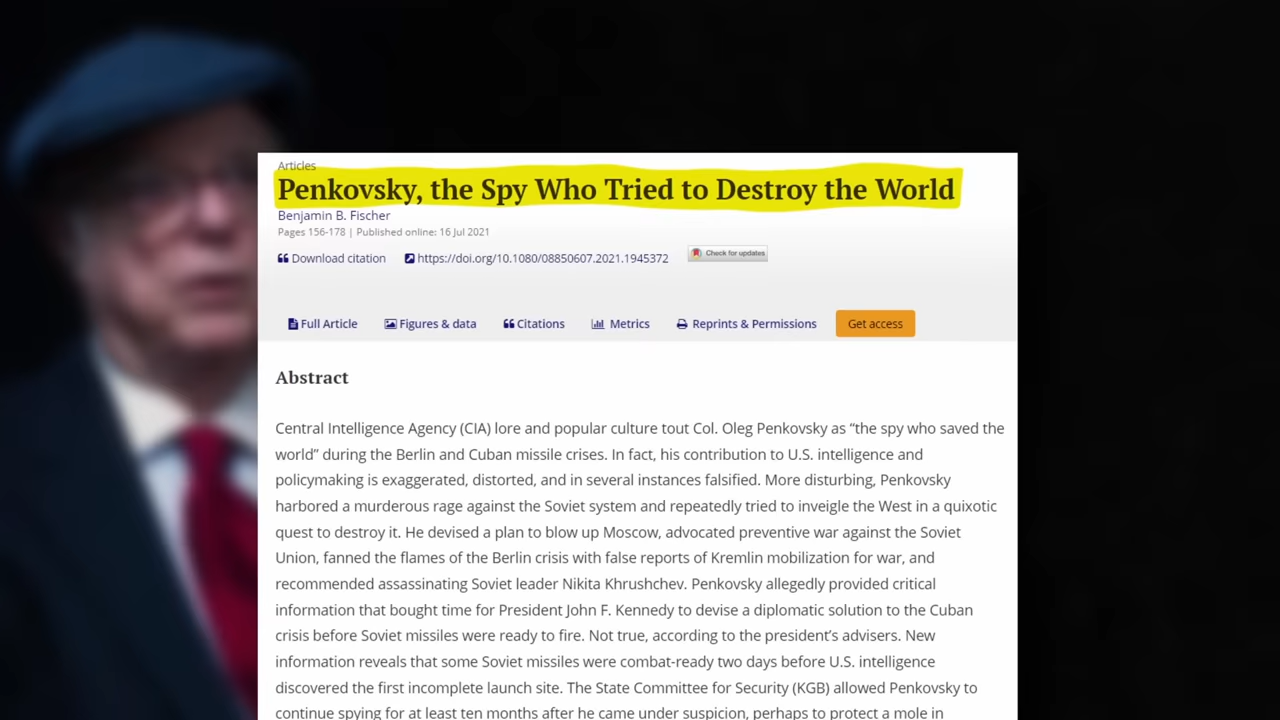 Articles
Penkovsky, the Spy Who Tried to Destroy the World
Benjamin B. Fischer
Pages 156-178 | Published online: 16 Jul 2021
Download citation https://doi.org/10.1080/08850607.2021.1945372 Check for updates
Full Article Figures & data Citations Metrics Reprints & Permissions Get access
Abstract
Central Intelligence Agency (CIA) lore and popular culture tout Col. Oleg Penkovsky as “the spy who saved the
world” during the Berlin and Cuban missile crises. In fact, his contribution to U.S. intelligence and
policymaking is exaggerated, distorted, and in several instances falsified. More disturbing, Penkovsky
harbored a murderous rage against the Soviet system and repeatedly tried to inveigle the West in a quixotic
quest to destroy it. He devised a plan to blow up Moscow, advocated preventive war against the Soviet
Union, fanned the flames of the Berlin crisis with false reports of Kremlin mobilization for war, and
recommended assassinating Soviet leader Nikita Khrushchev. Penkovsky allegedly provided critical
information that bought time for President John F. Kennedy to devise a diplomatic solution to the Cuban
crisis before Soviet missiles were ready to fire. Not true, according to the president’s advisers. New
information reveals that some Soviet missiles were combat-ready two days before U.S. intelligence
discovered the first incomplete launch site. The State Committee for Security (KGB) allowed Penkovsky to
continue spying for at least ten months after he came under suspicion, perhaps to protect a mole in